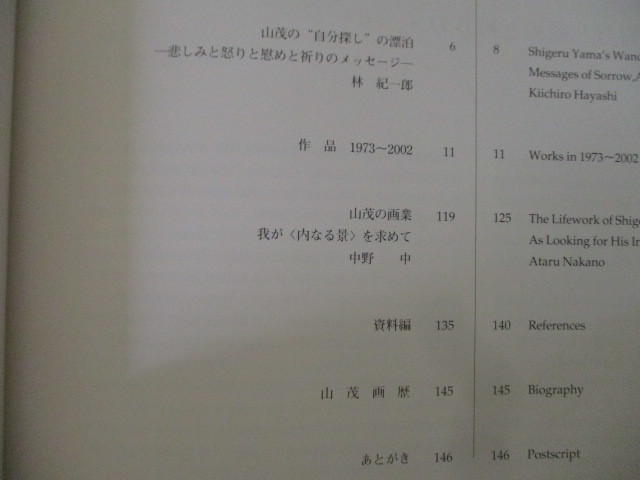 山茂の“自分探し”の漂泊 6
―悲しみと怒りと慰めと祈りのメッセージ―
林 紀一郎
作 品 1973～2002 11
山茂の画業 119
我が〈内なる景〉を求めて
中野 中
資料編 135
山 茂 画 歴 145
あとがき 146
8 Shigeru Yama's
Messages of Sorrow,
Kiichiro Hayashi
11 Works in 1973～2002
125 The Lifework of
As Looking for His
Ataru Nakano
140 References
145 Biography
146 Postscript